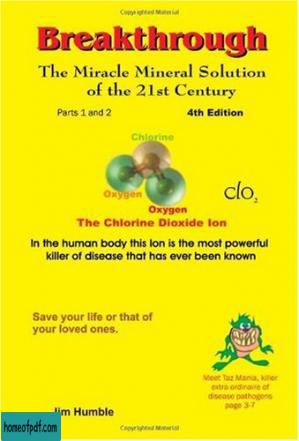 Breakthrough
The Miracle Mineral Solution
of the 21st Century
Parts 1 and 2 4th Edition
Chlorine
Oxygen
Oxygen
clo2
The Chlorine Dioxide Ion
In the human body this Ion is the most powerful
killer of disease that has ever been known
Save your life or that of
your loved ones.
Meet Taz Mania, killer
extra ordinaire of
disease pathogens
page 3-7
Jim Humble
homeofpdf.com